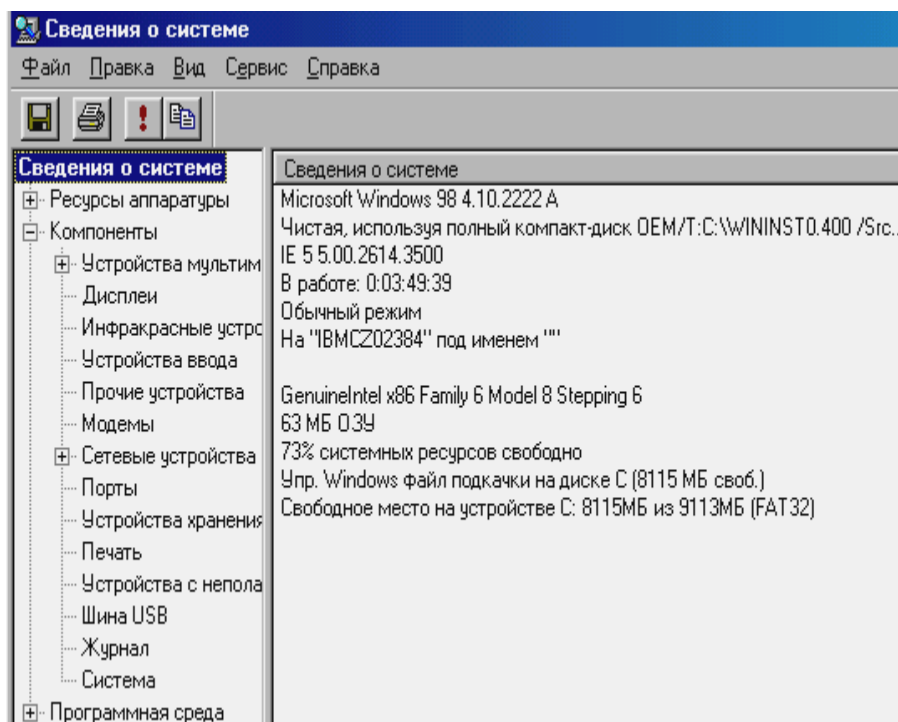 Сведения о системе
Файл Правка Вид Сервис Справка
Сведения о системе
Ресурсы аппаратуры
Компоненты
Устройства мультим
Дисплеи
Инфракрасные устро
Устройства ввода
Прочие устройства
Модемы
Сетевые устройства
Порты
Устройства хранения
Печать
Устройства с непола
Шина USB
Журнал
Система
Программная среда
Сведения о системе
Microsoft Windows 98 4.10.2222 A
Чистая, используя полный компакт-диск OEM/T:C:\WININST0.400 /Src..
IE 5 5.00.2614.3500
В работе: 0:03:49:39
Обычный режим
На "IBMCZ02384" под именем ""
GenuineIntel x86 Family 6 Model 8 Stepping 6
63 МБ ОЗУ
73% системных ресурсов свободно
Упр. Windows файл подкачки на диске C (8115 МБ своб.)
Свободное место на устройстве C: 8115МБ из 9113МБ (FAT32)